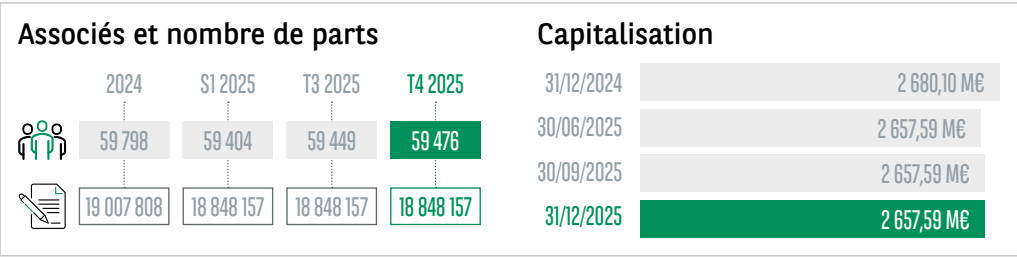 Associés et nombre de parts
2024 S1 2025 T3 2025 T4 2025
59 798 59 404 59 449 59 476
19 007 808 18 848 157 18 848 157 18 848 157
Capitalisation
31/12/2024 2 680,10 M€
30/06/2025 2 657,59 M€
30/09/2025 2 657,59 M€
31/12/2025 2 657,59 M€